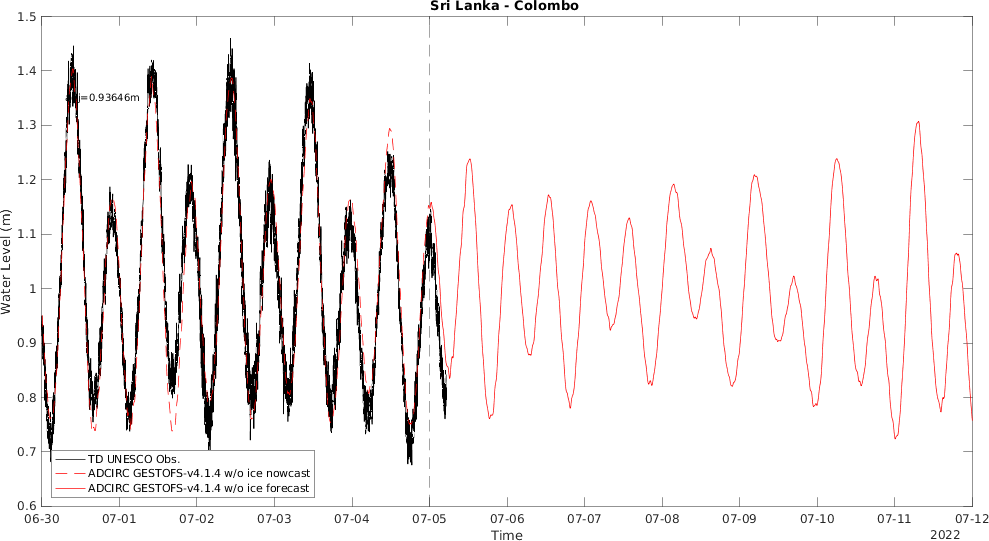 Sri Lanka - Colombo
1.5
1.4
1.3
1.2
1.1
1
0.9
0.8
0.7
0.6
Water Level (m)
=0.93646m
TD UNESCO Obs.
ADCIRC GESTOFS-v4.1.4 w/o ice nowcast
ADCIRC GESTOFS-v4.1.4 w/o ice forecast
06-30 07-01 07-02 07-03 07-04 07-05 07-06 07-07 07-08 07-09 07-10 07-11 07-12
Time
2022